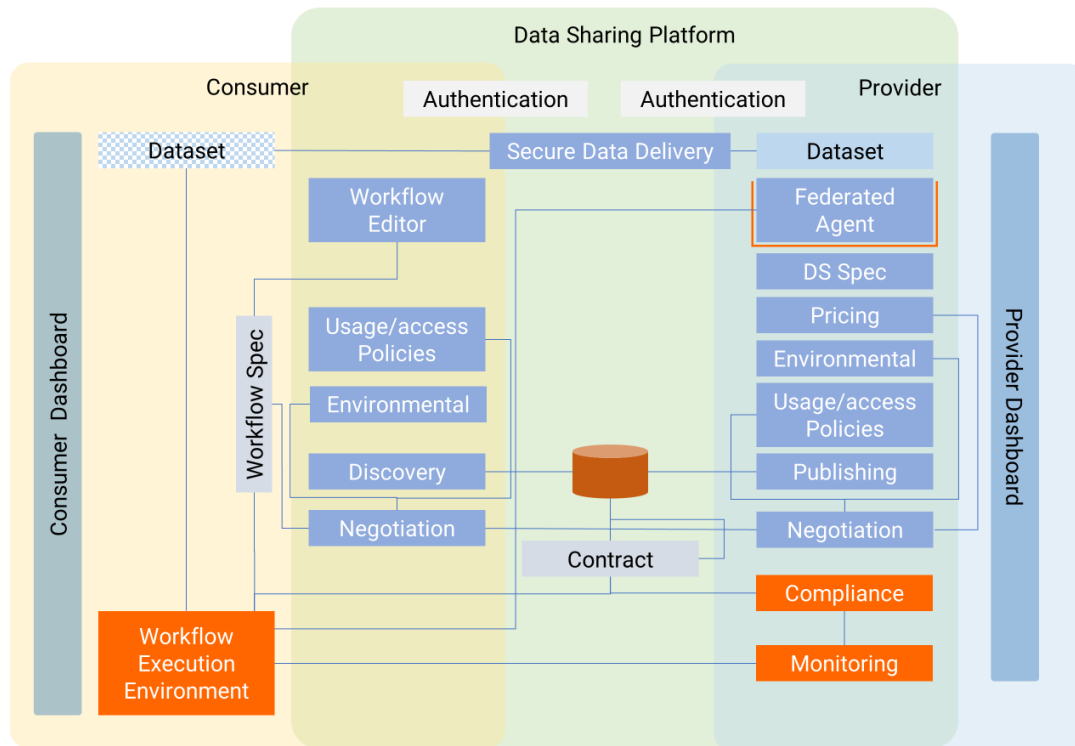 Data Sharing Platform
Consumer
Provider
Authentication
Authentication
Dataset
Secure Data Delivery
Dataset
Workflow
Editor
Federated
Agent
DS Spec
Pricing
Usage/access
Policies
Environmental
Environmental
Usage/access
Policies
Discovery
Publishing
Negotiation
Negotiation
Contract
Compliance
Monitoring
Workflow
Execution
Environment
Workflow Spec
Consumer Dashboard
Provider Dashboard